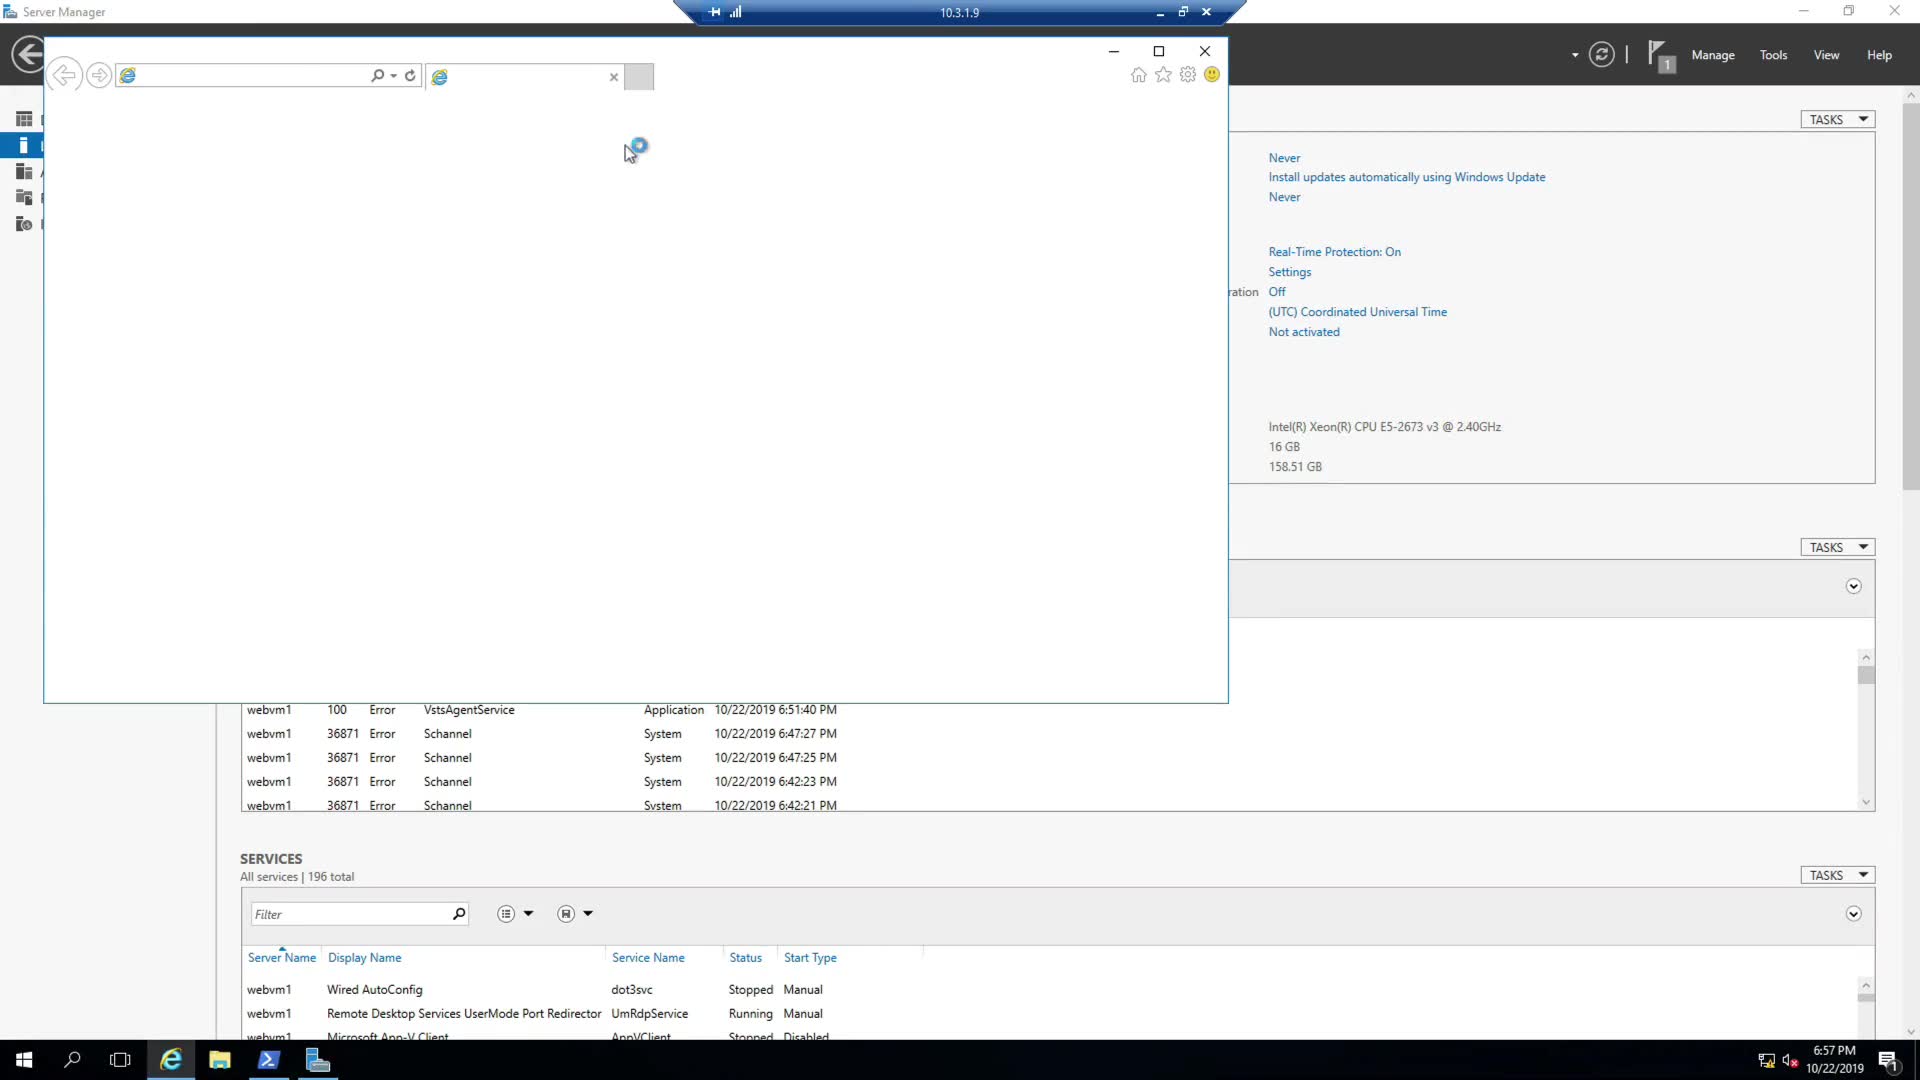 Server Manager
10.3.1.9
1
Manage
Tools
View
Help
TASKS
Never
Install updates automatically using Windows Update
Never
Real-Time Protection: On
Settings
ration Off
(UTC) Coordinated Universal Time
Not activated
Intel(R) Xeon(R) CPU E5-2673 v3 @ 2.40GHz
16 GB
158.51 GB
TASKS
webvm1 100 Error VstsAgentService Application 10/22/2019 6:51:40 PM
webvm1 36871 Error Schannel System 10/22/2019 6:47:27 PM
webvm1 36871 Error Schannel System 10/22/2019 6:47:25 PM
webvm1 36871 Error Schannel System 10/22/2019 6:42:23 PM
webvm1 36871 Error Schannel System 10/22/2019 6:42:21 PM
SERVICES
All services | 196 total
TASKS
Filter
Server Name Display Name Service Name Status Start Type
webvm1 Wired AutoConfig dot3svc Stopped Manual
webvm1 Remote Desktop Services UserMode Port Redirector UmRdpService Running Manual
webvm1 Microsoft App-V Client AppVClient Stopped Disabled
6:57 PM
10/22/2019
1